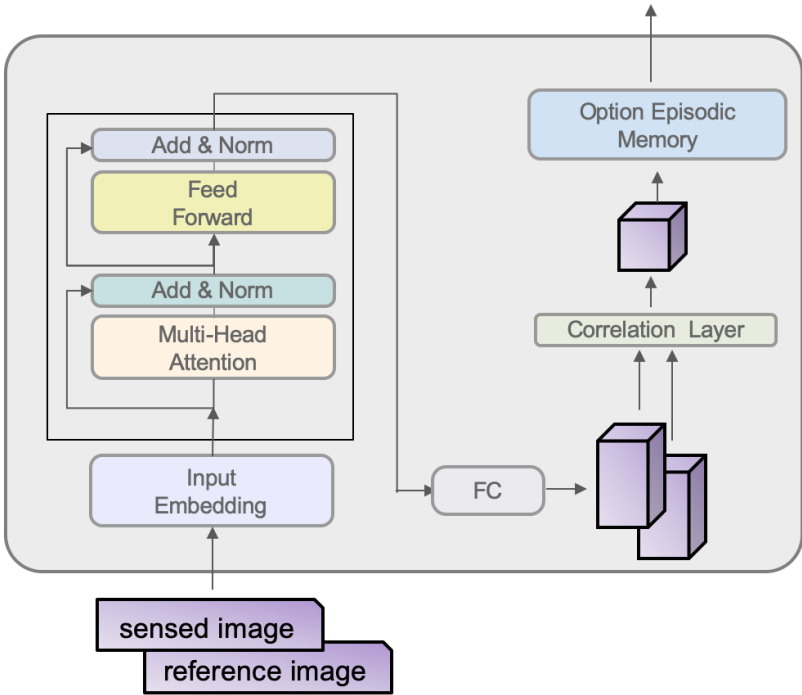 Option Episodic
Memory
Add & Norm
Feed
Forward
Add & Norm
Multi-Head
Attention
Correlation Layer
Input
Embedding
FC
sensed image
reference image